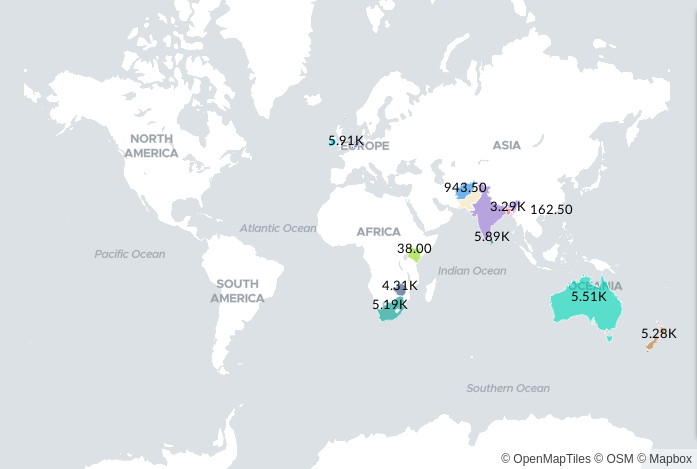 5.91K
EUROPE
NORTH
AMERICA
ASIA
943.50
3.29K
162.50
Atlantic Ocean
AFRICA
5.89K
38.00
Pacific Ocean
Indian Ocean
SOUTH
AMERICA
4.31K
OCEANIA
5.51K
5.19K
5.28K
Southern Ocean
© OpenMapTiles © OSM © Mapbox